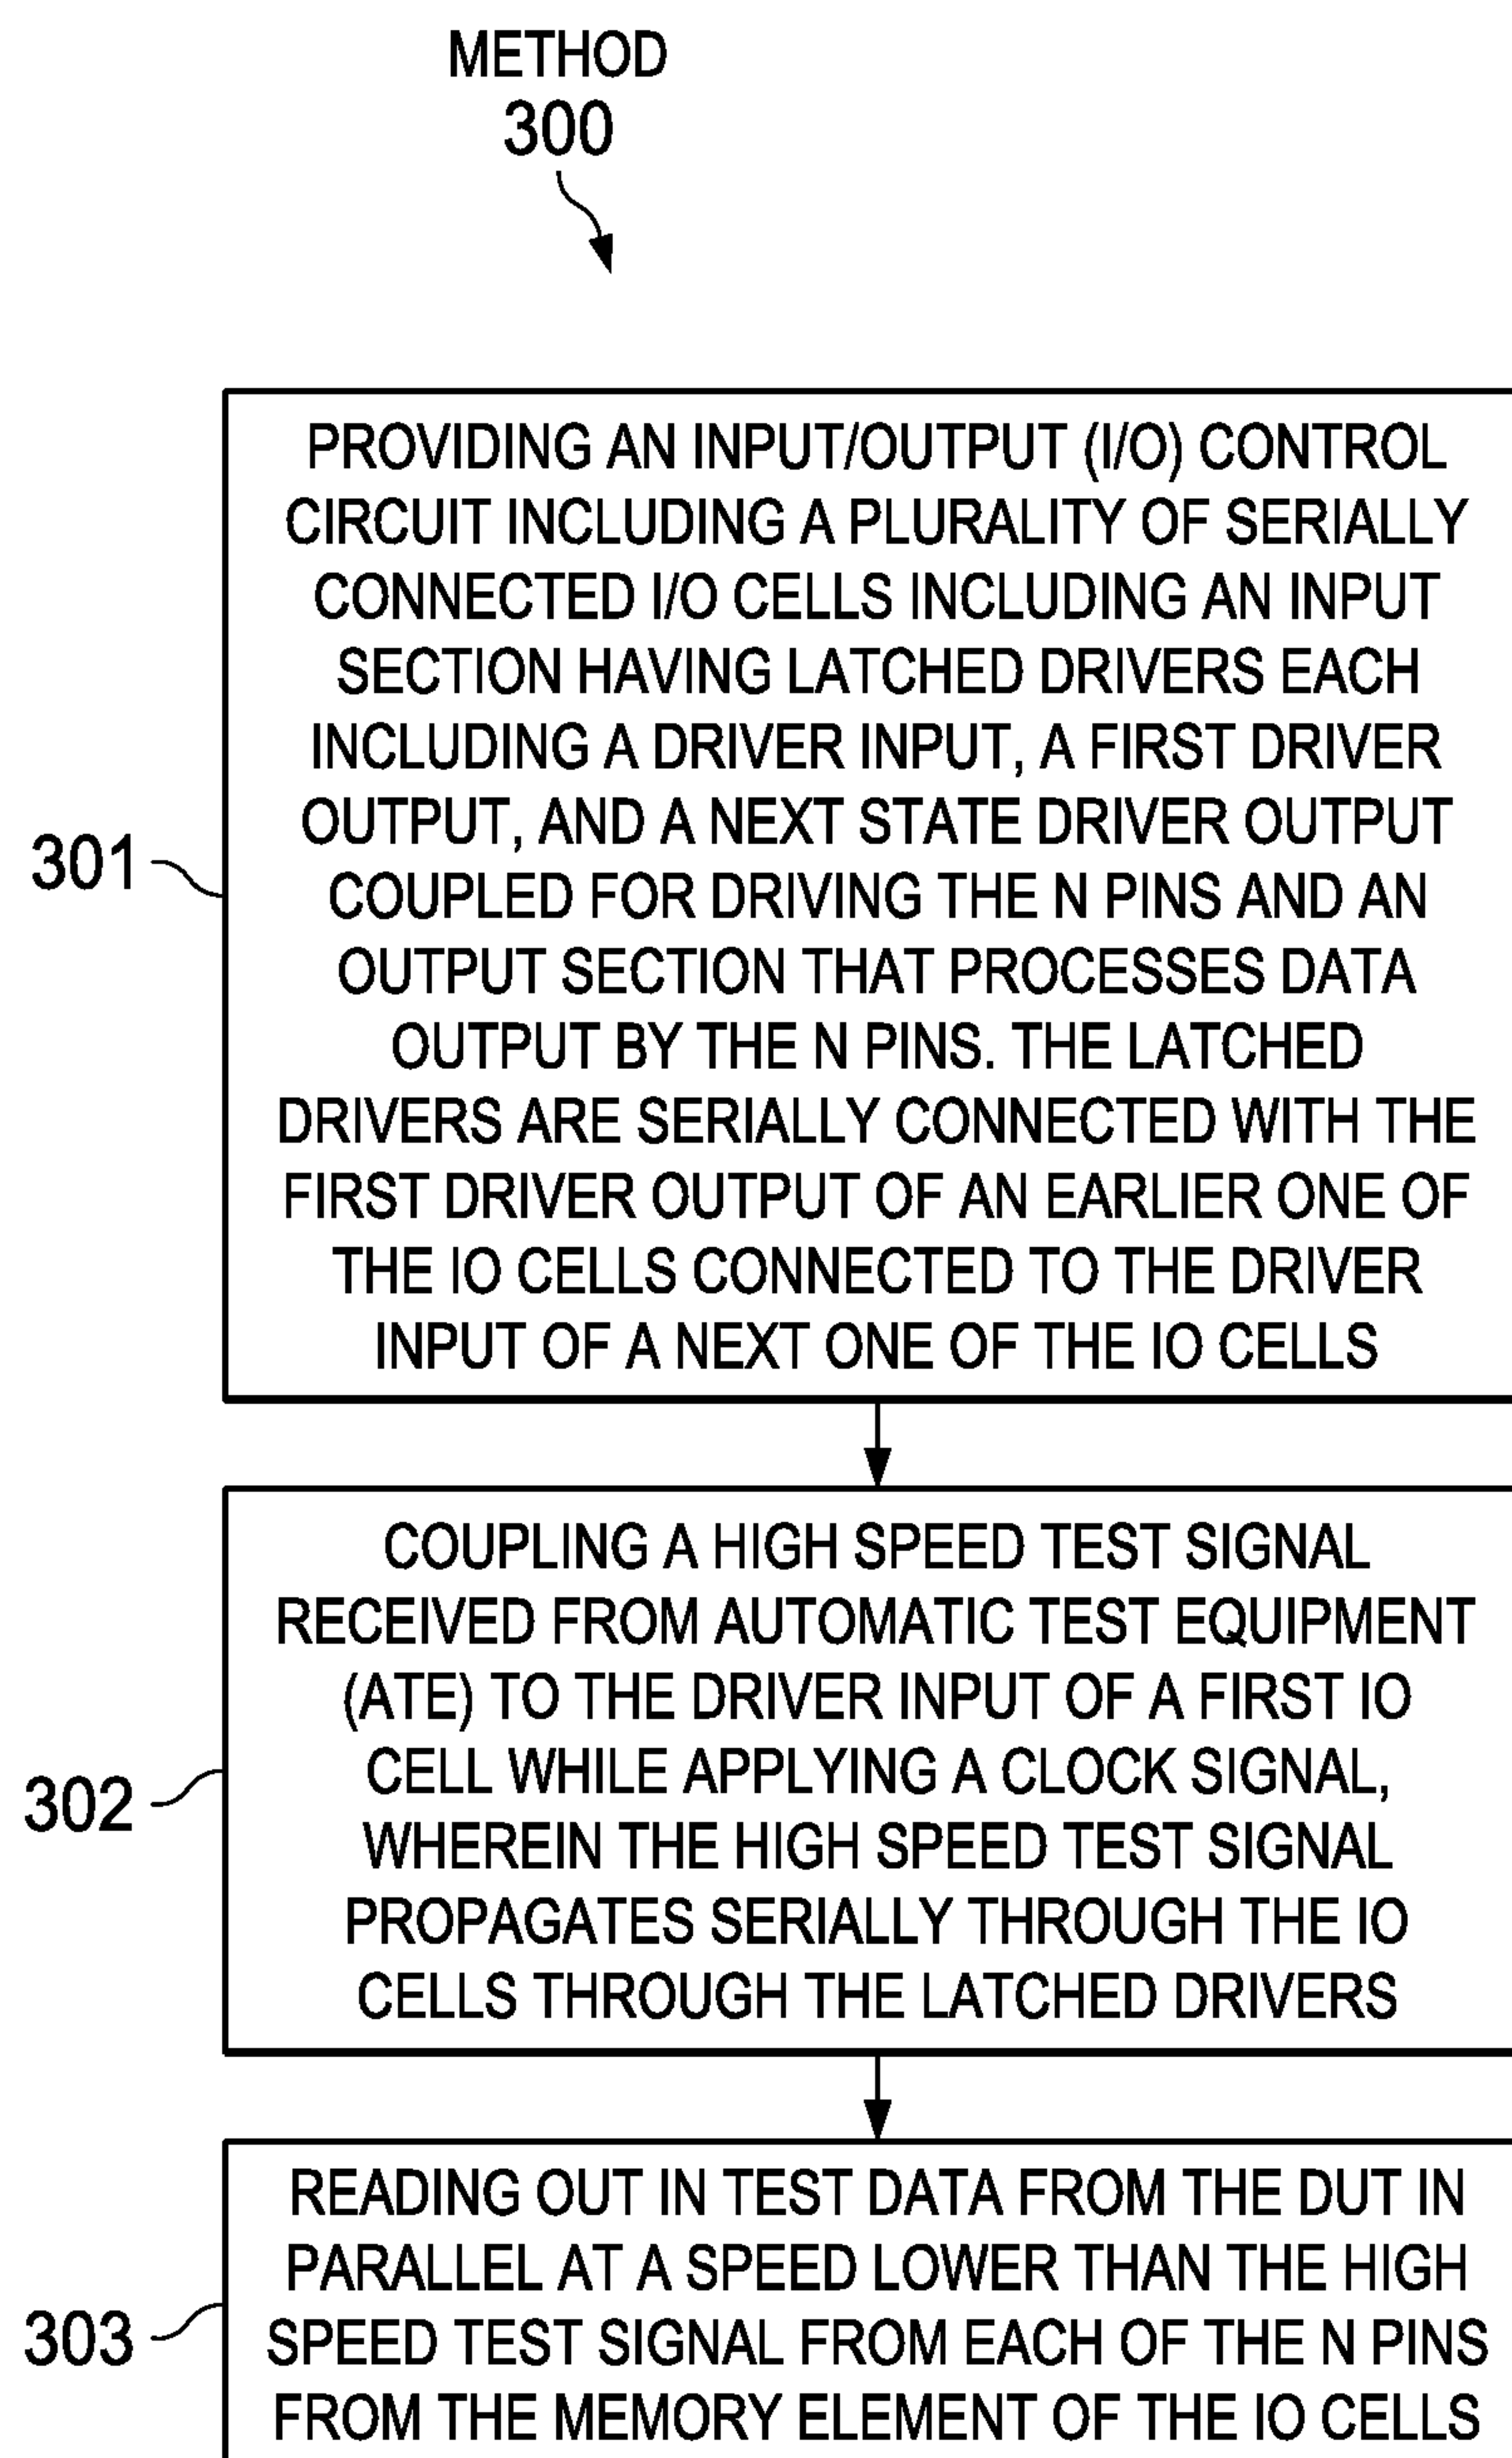 METHOD
300
PROVIDING AN INPUT/OUTPUT (I/O) CONTROL
CIRCUIT INCLUDING A PLURALITY OF SERIALLY
CONNECTED I/O CELLS INCLUDING AN INPUT
SECTION HAVING LATCHED DRIVERS EACH
INCLUDING A DRIVER INPUT, A FIRST DRIVER
OUTPUT, AND A NEXT STATE DRIVER OUTPUT
COUPLED FOR DRIVING THE N PINS AND AN
OUTPUT SECTION THAT PROCESSES DATA
OUTPUT BY THE N PINS. THE LATCHED
DRIVERS ARE SERIALLY CONNECTED WITH THE
FIRST DRIVER OUTPUT OF AN EARLIER ONE OF
THE IO CELLS CONNECTED TO THE DRIVER
INPUT OF A NEXT ONE OF THE IO CELLS
301
COUPLING A HIGH SPEED TEST SIGNAL
RECEIVED FROM AUTOMATIC TEST EQUIPMENT
(ATE) TO THE DRIVER INPUT OF A FIRST IO
CELL WHILE APPLYING A CLOCK SIGNAL,
WHEREIN THE HIGH SPEED TEST SIGNAL
PROPAGATES SERIALLY THROUGH THE IO
CELLS THROUGH THE LATCHED DRIVERS
302
READING OUT IN TEST DATA FROM THE DUT IN
PARALLEL AT A SPEED LOWER THAN THE HIGH
SPEED TEST SIGNAL FROM EACH OF THE N PINS
FROM THE MEMORY ELEMENT OF THE IO CELLS
303